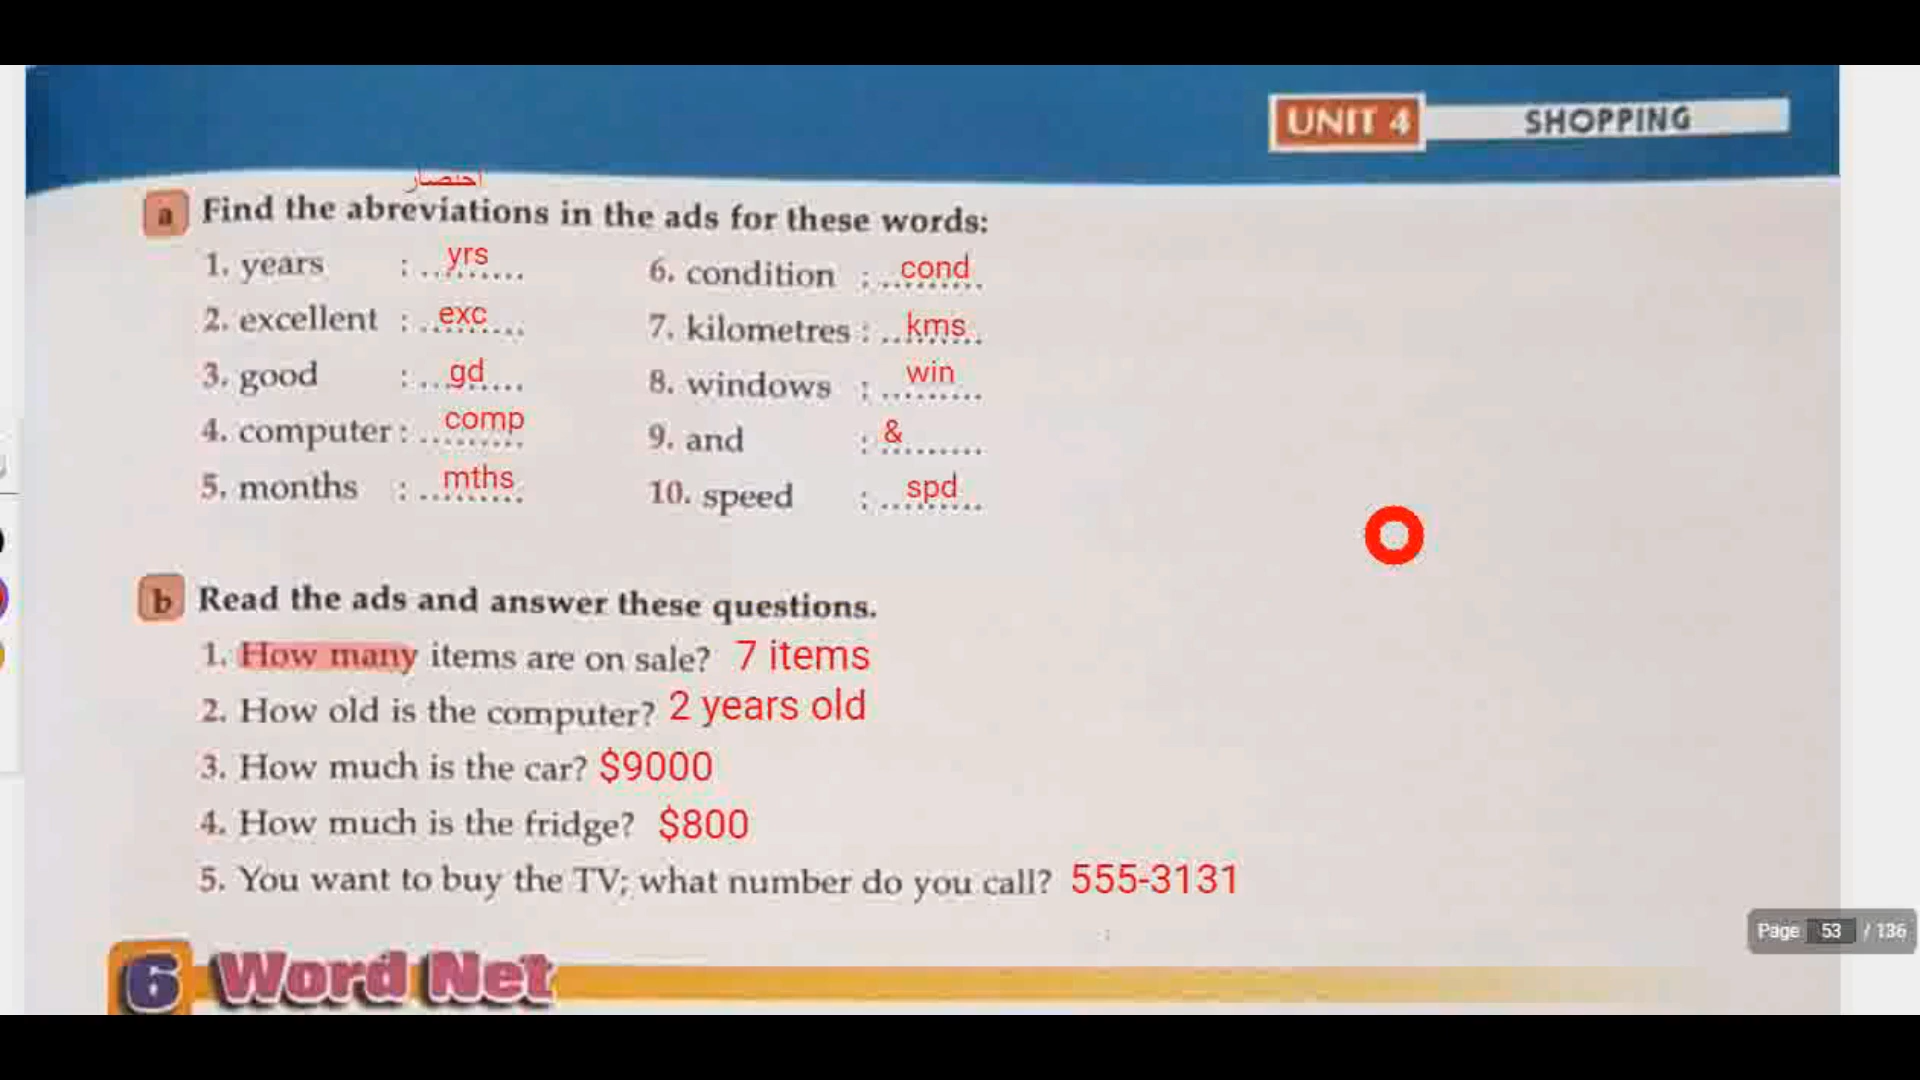 UNIT 4 SHOPPING
اختصار
a Find the abreviations in the ads for these words:
1. years : yrs 6. condition : cond
2. excellent : exc 7. kilometres : kms
3. good : gd 8. windows : win
4. computer : comp 9. and : &
5. months : mths 10. speed : spd
b Read the ads and answer these questions.
1. How many items are on sale? 7 items
2. How old is the computer? 2 years old
3. How much is the car? $9000
4. How much is the fridge? $800
5. You want to buy the TV; what number do you call? 555-3131
Page 53 / 136
6 Word Net